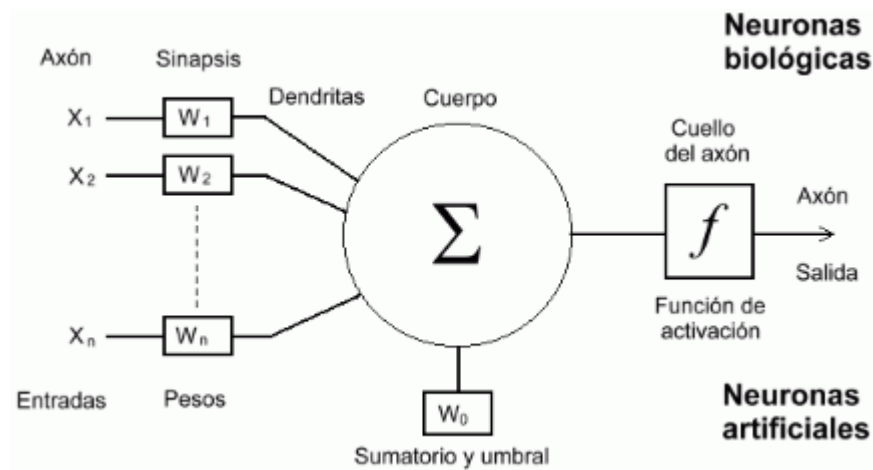 Neuronas
biológicas
Axón
Sinapsis
Dendritas
Cuerpo
Cuello
del axón
X1
W1
X2
W2
Σ
f
Axón
Salida
Xn
Wn
Función de
activación
Entradas
Pesos
W0
Sumatorio y umbral
Neuronas
artificiales